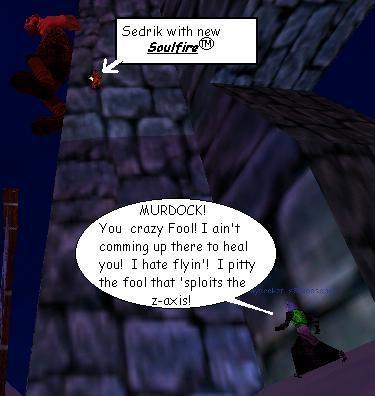 Sedrik with new
Soulfire™
MURDOCK!
You crazy Fool! I ain't
comming up there to heal
you! I hate flyin'! I pitty
the fool that 'sploits the
z-axis!